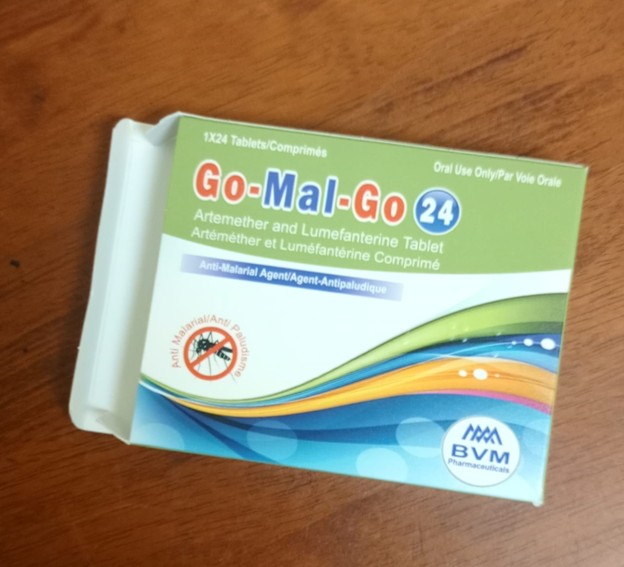 1X24 Tablets/Comprimés
Oral Use Only/Par Voie Orale
Go-Mal-Go 24
Artemether and Lumefanterine Tablet
Artéméther et Luméfantérine Comprimé
Anti-Malarial Agent/Agent-Antipaludique
Anti Malarial/Anti Paludisme/
BVM
Pharmaceuticals